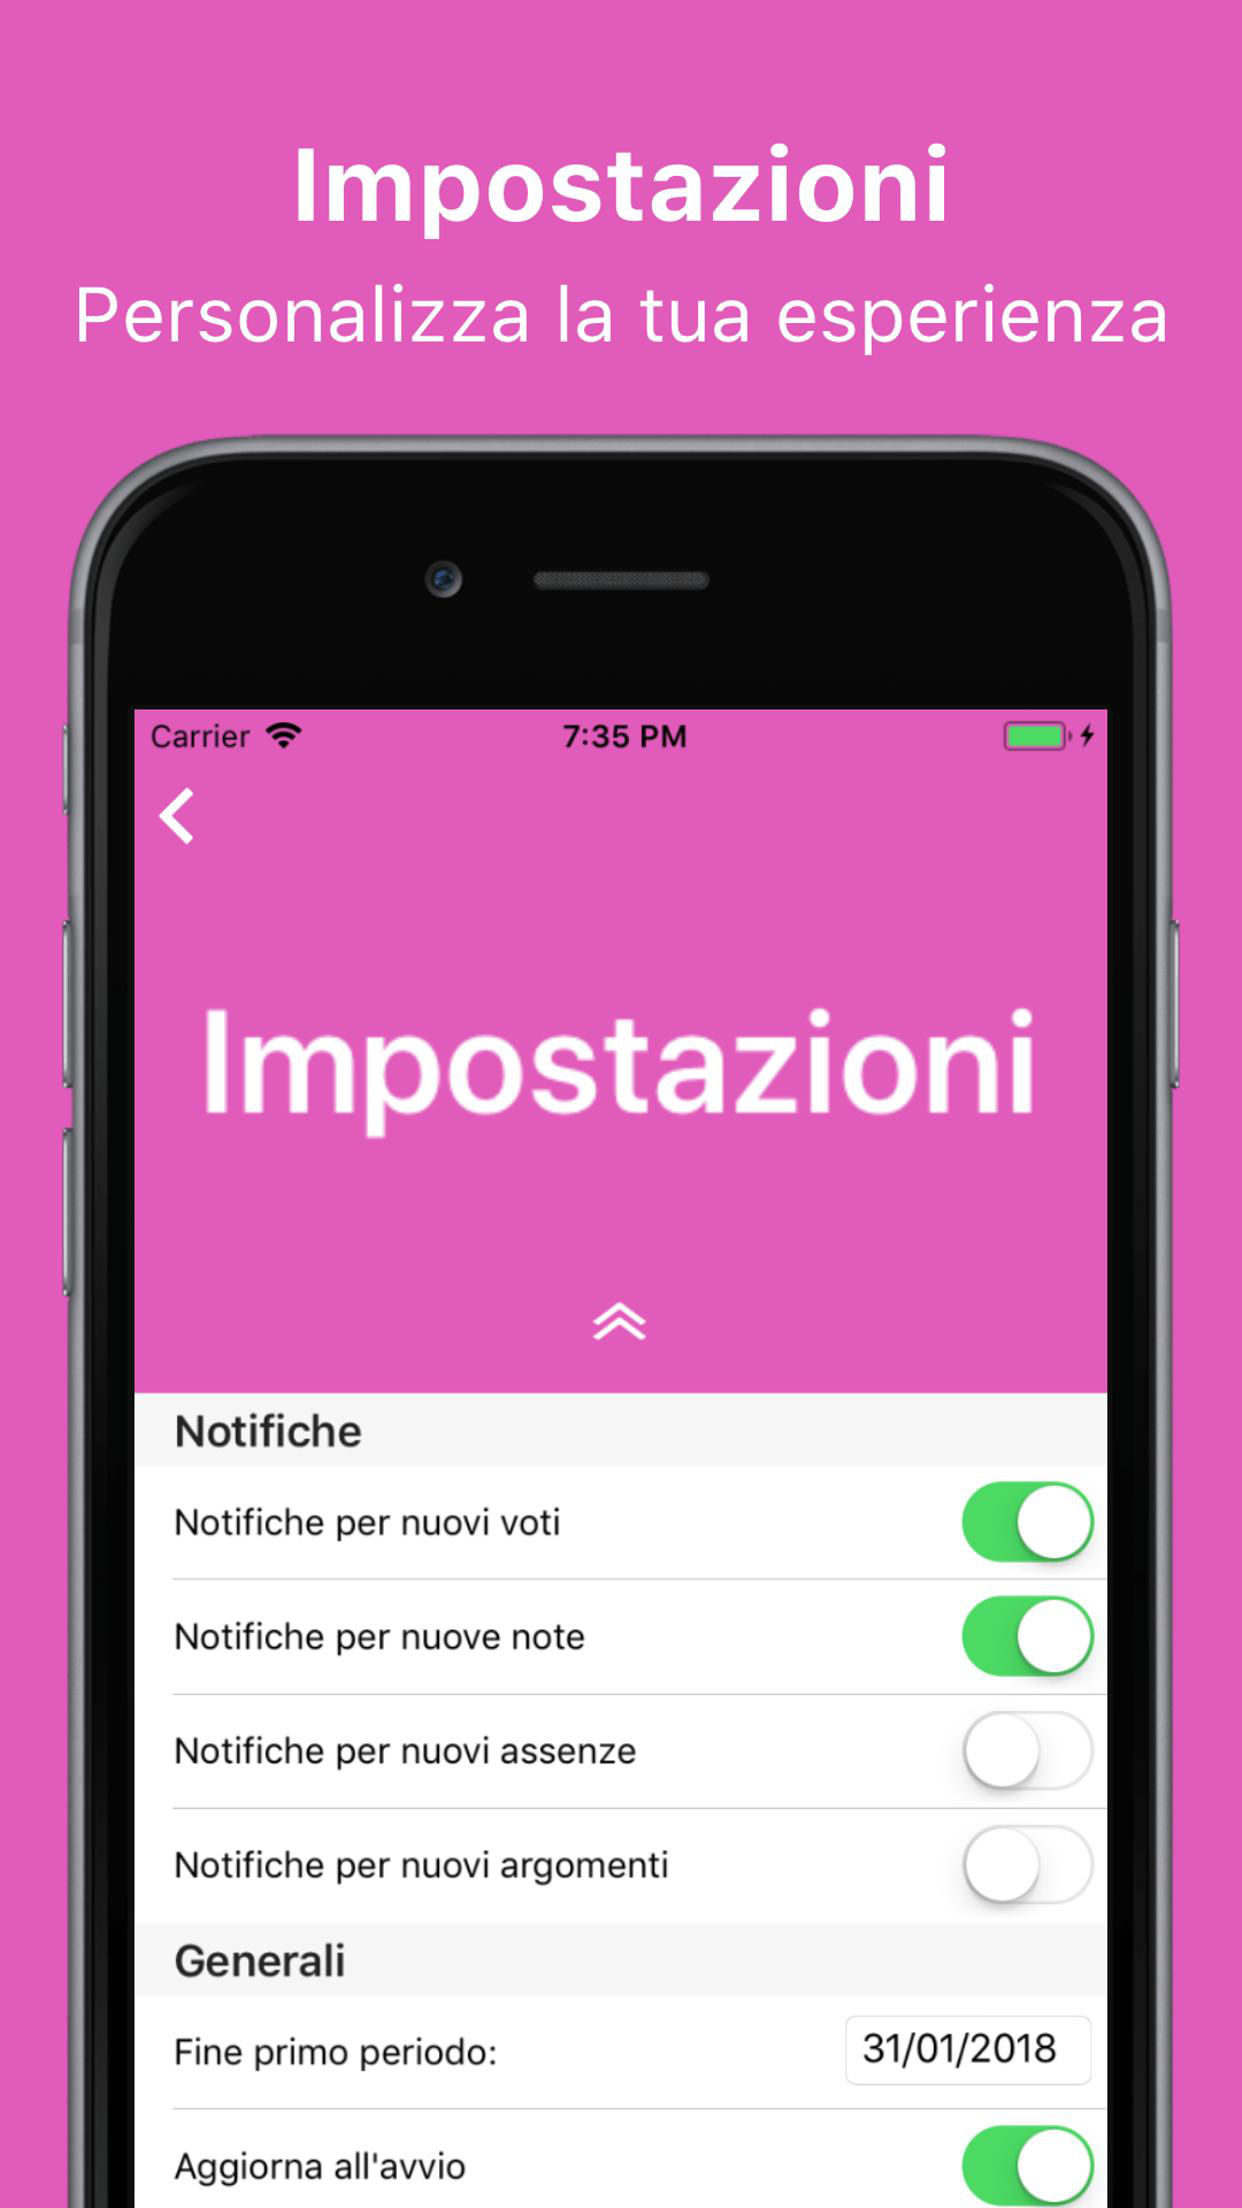 Impostazioni
Personalizza la tua esperienza
Carrier
7:35 PM
Impostazioni
Notifiche
Notifiche per nuovi voti
Notifiche per nuove note
Notifiche per nuovi assenze
Notifiche per nuovi argomenti
Generali
Fine primo periodo: 31/01/2018
Aggiorna all'avvio